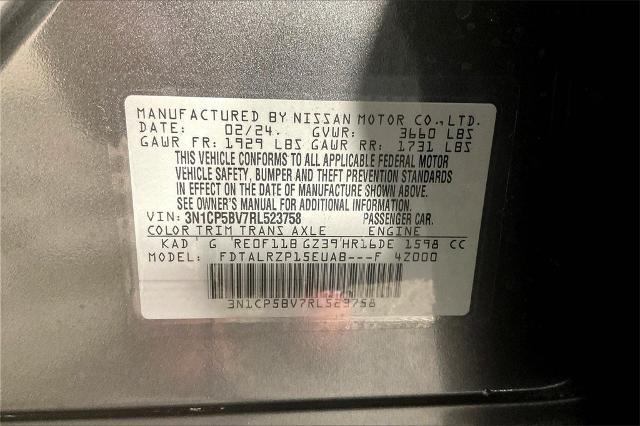 MANUFACTURED BY NISSAN MOTOR CO.,LTD.
DATE: 02/24. GVWR: 3660 LBS
GAWR FR: 1929 LBS GAWR RR: 1731 LBS
THIS VEHICLE CONFORMS TO ALL APPLICABLE FEDERAL MOTOR
VEHICLE SAFETY, BUMPER AND THEFT PREVENTION STANDARDS
IN EFFECT ON THE DATE OF MANUFACTURE SHOWN ABOVE.
SEE OWNER'S MANUAL FOR ADDITIONAL INFORMATION.
VIN: 3N1CP5BV7RL523758 PASSENGER CAR.
COLOR TRIM TRANS AXLE ENGINE
KAD' G 'RE0F11B GZ39'HR16DE 1598 CC
MODEL: FDTALRZP15EUAB---F 4Z000
3N1CP5BV7RL523758